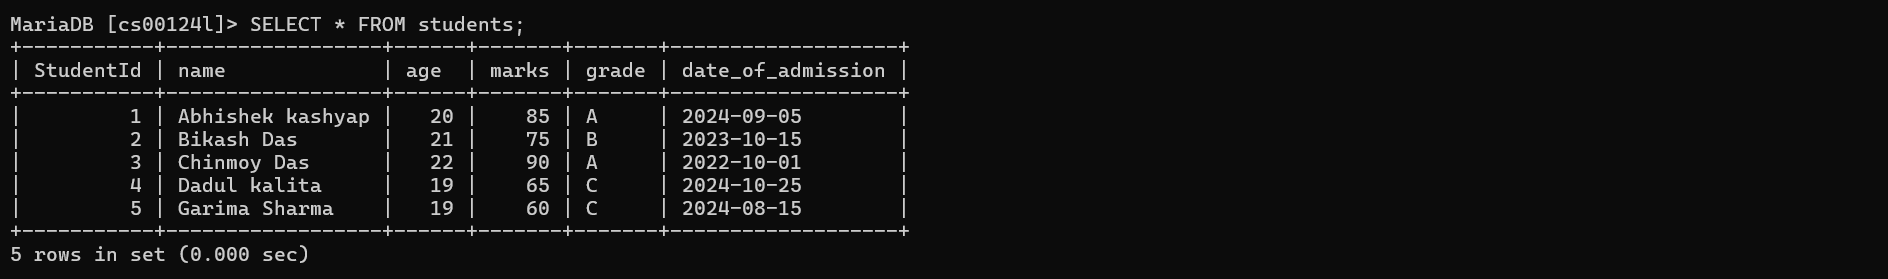 MariaDB [cs00124l]> SELECT * FROM students;
+-----------+------------------+------+-------+-------+-------------------+
| StudentId | name             | age  | marks | grade | date_of_admission |
+-----------+------------------+------+-------+-------+-------------------+
|         1 | Abhishek kashyap |   20 |    85 | A     | 2024-09-05        |
|         2 | Bikash Das       |   21 |    75 | B     | 2023-10-15        |
|         3 | Chinmoy Das      |   22 |    90 | A     | 2022-10-01        |
|         4 | Dadul kalita     |   19 |    65 | C     | 2024-10-25        |
|         5 | Garima Sharma    |   19 |    60 | C     | 2024-08-15        |
+-----------+------------------+------+-------+-------+-------------------+
5 rows in set (0.000 sec)